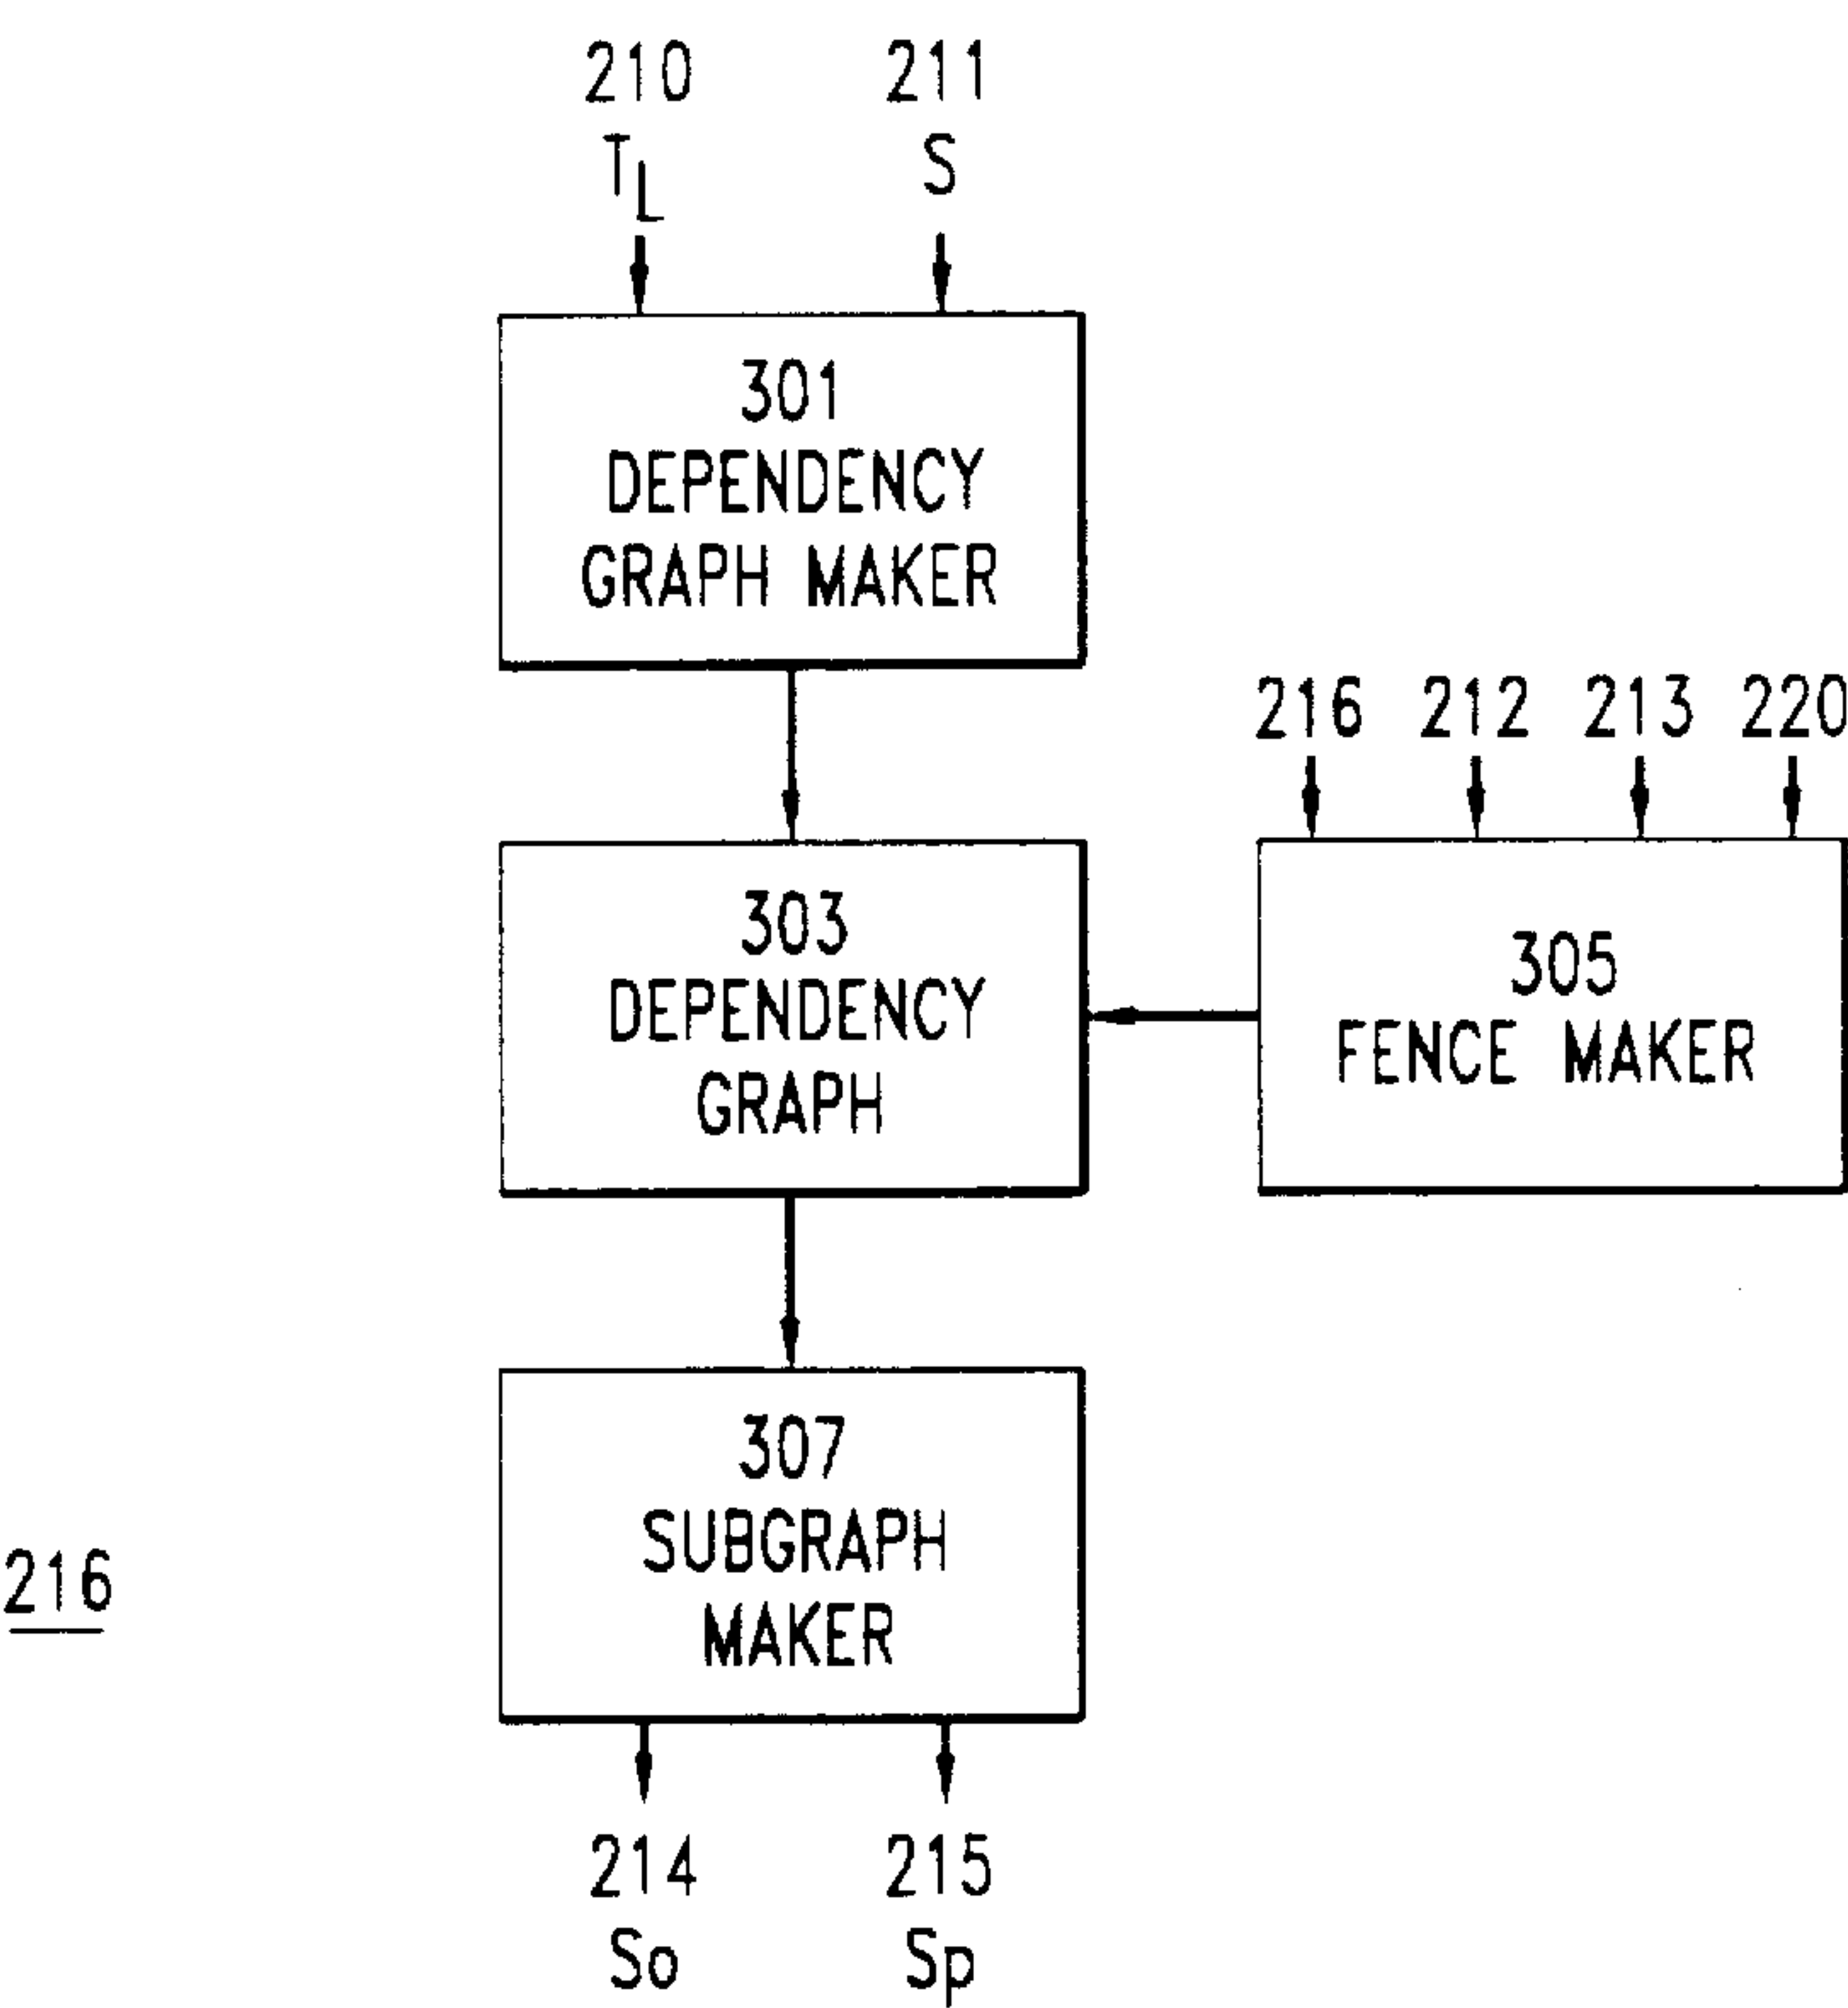 210 211
TL S
301
DEPENDENCY
GRAPH MAKER
216 212 213 220
303
DEPENDENCY
GRAPH
305
FENCE MAKER
307
SUBGRAPH
MAKER
216
214 215
So Sp